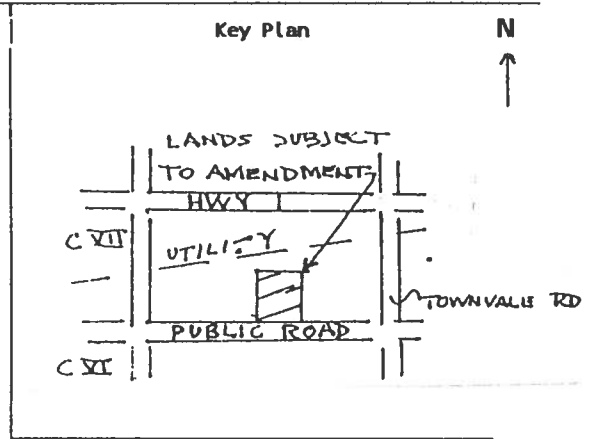 Key Plan
N
LANDS SUBJECT
TO AMENDMENT
HWY
C VII
UTILITY
TOWNVALE RD
PUBLIC ROAD
C VI